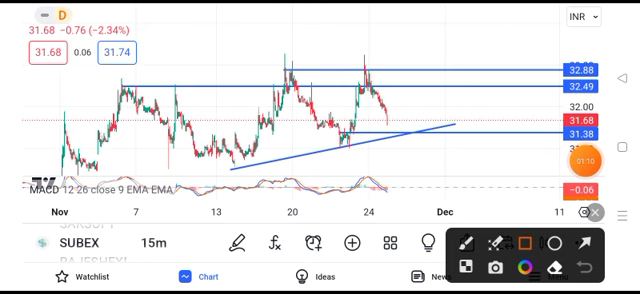 D
INR
31.68 −0.76 (−2.34%)
31.68
0.06
31.74
32.88
32.49
32.00
31.68
31.38
01:10
MACD 12 26 close 9 EMA EMA
−0.06
Nov
7
13
20
24
Dec
11
SUBEX
15m
Watchlist
Chart
Ideas
News